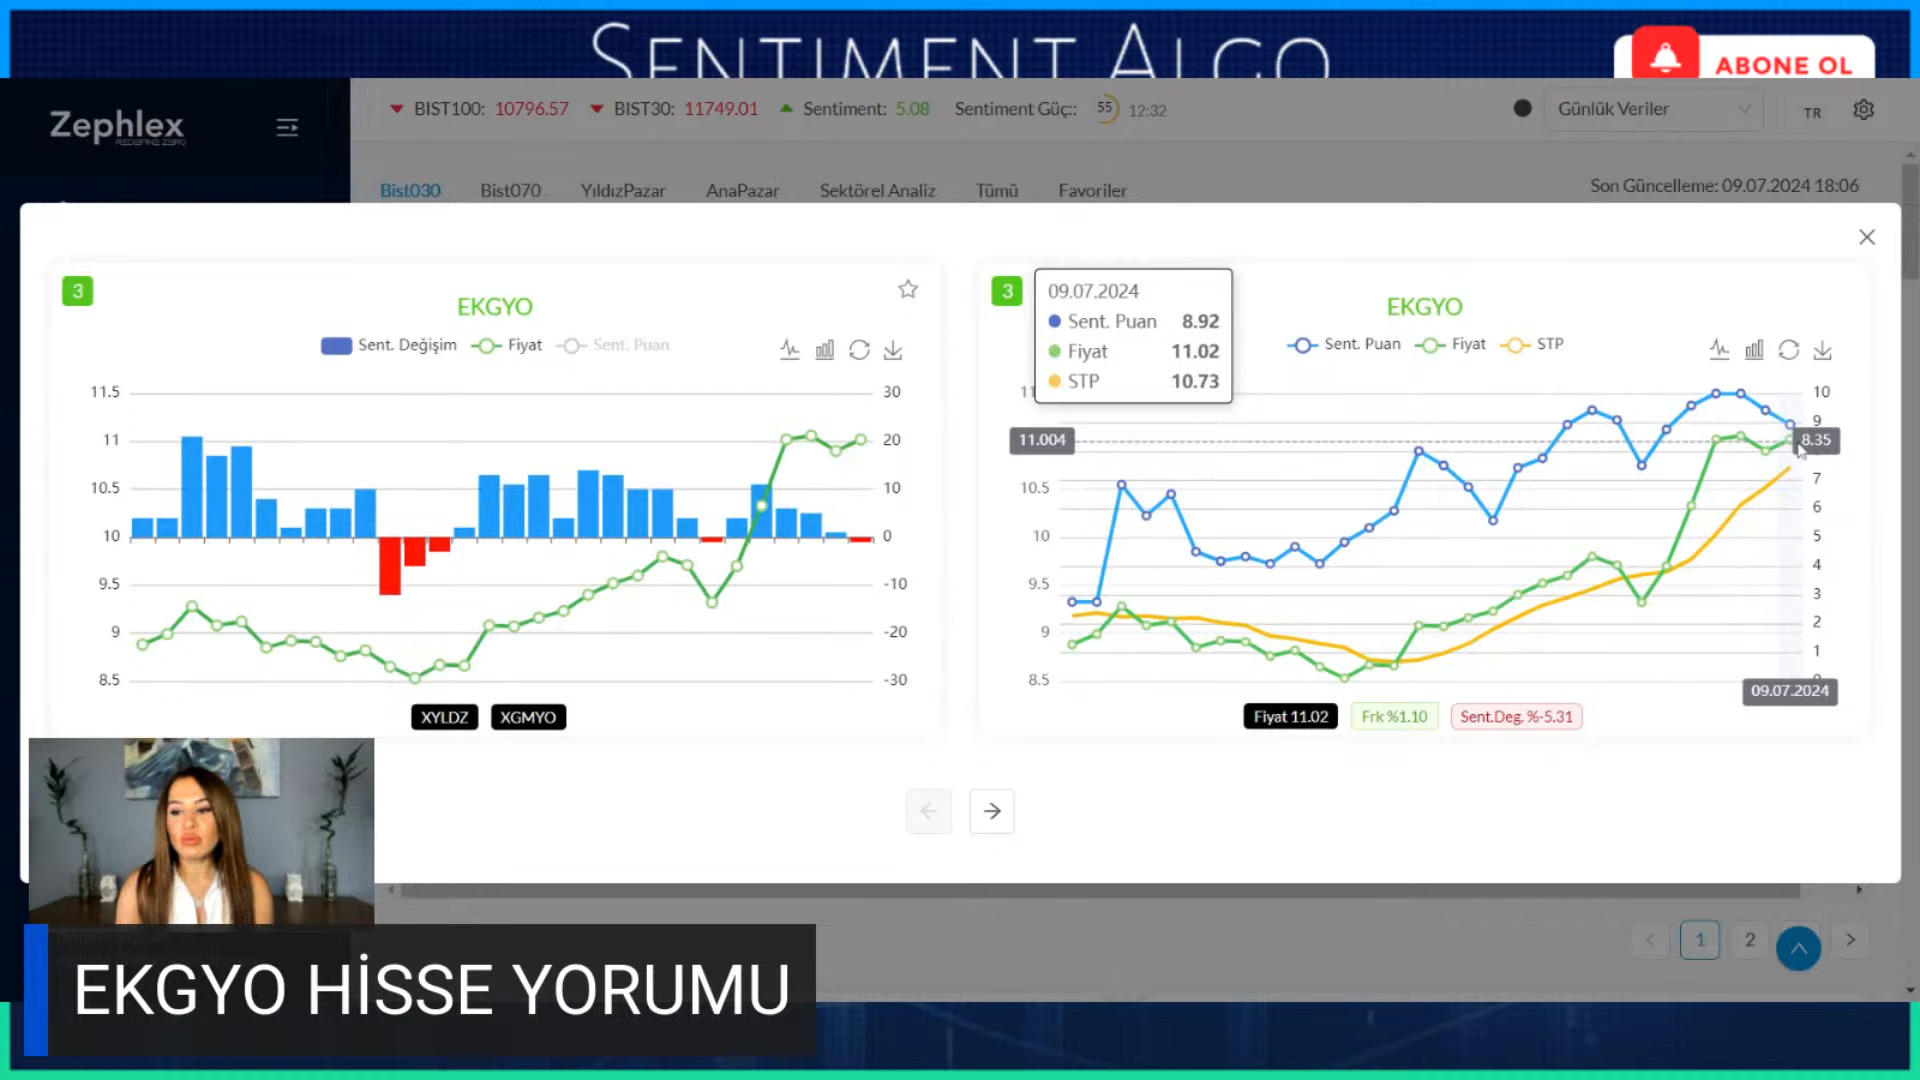 SENTIMENT ALGO
ABONE OL
Zephlex
REDEFINE ZERO
BIST100: 10796.57 BIST30: 11749.01 Sentiment: 5.08 Sentiment Güç:: 55 12:32
Günlük Veriler
TR
Bist030 Bist070 YıldızPazar AnaPazar Sektörel Analiz Tümü Favoriler
Son Güncelleme: 09.07.2024 18:06
3
EKGYO
Sent. Değişim Fiyat Sent. Puan
11.5
11
10.5
10
9.5
9
8.5
30
20
10
0
-10
-20
-30
XYLDZ XGMYO
3
09.07.2024
Sent. Puan 8.92
Fiyat 11.02
STP 10.73
EKGYO
Sent. Puan Fiyat STP
11.004
10.5
10
9.5
9
8.5
10
9
8.35
7
6
5
4
3
2
1
09.07.2024
Fiyat 11.02 Frk %1.10 Sent.Deg. %-5.31
1 2
EKGYO HİSSE YORUMU